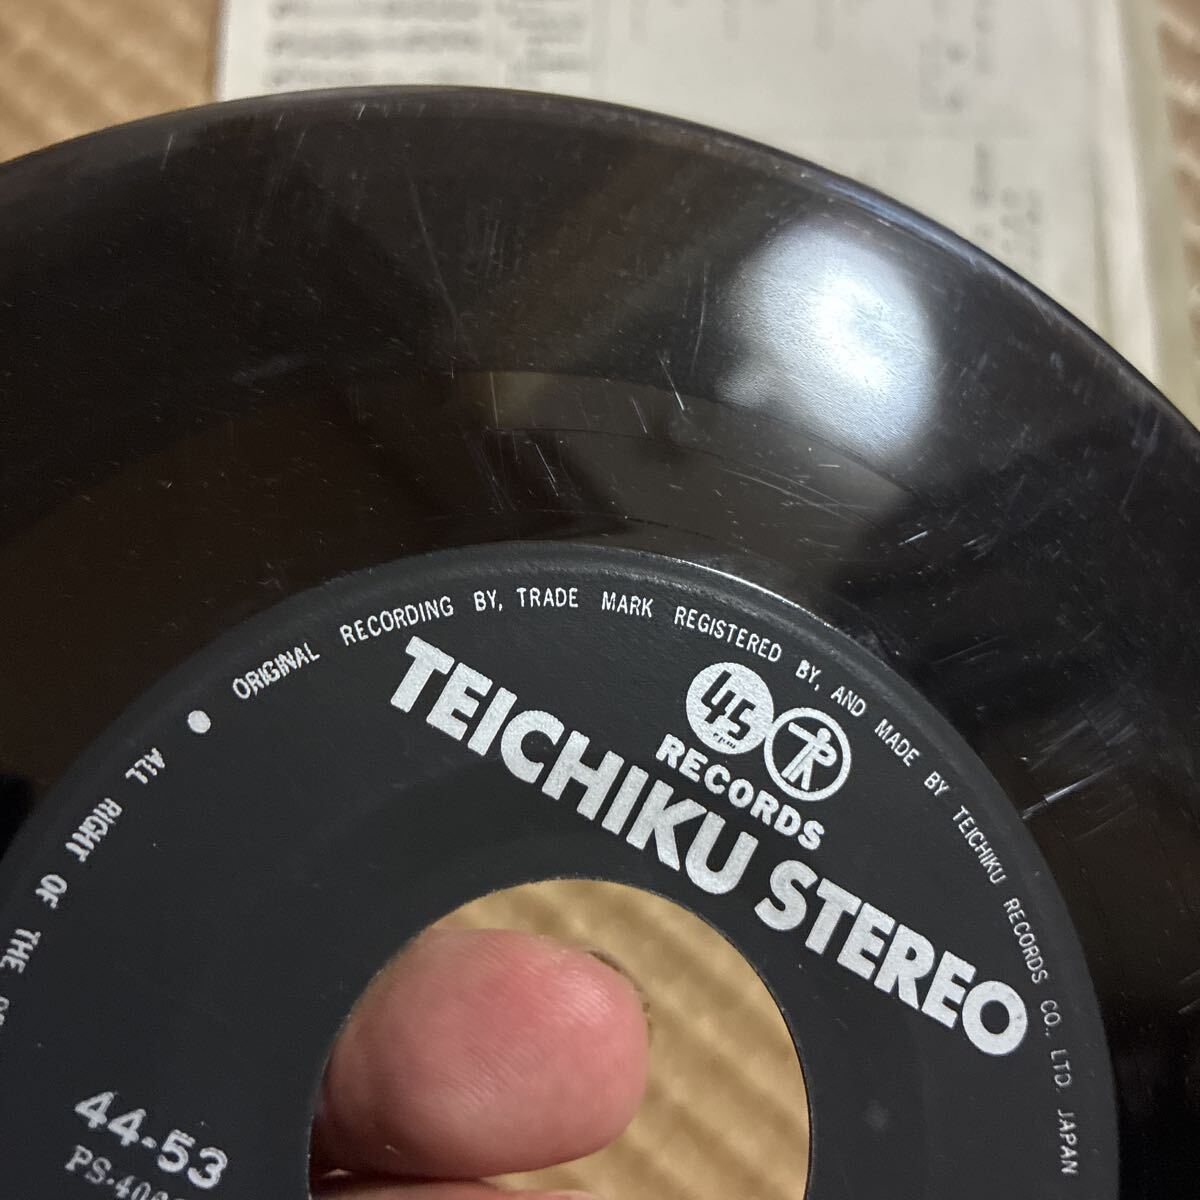 ALL RIGHT OF THE
ORIGINAL RECORDING BY, TRADE MARK REGISTERED BY, AND MADE BY TEICHIKU RECORDS CO. LTD. JAPAN
45
rpm
RECORDS
TEICHIKU STEREO
44-53